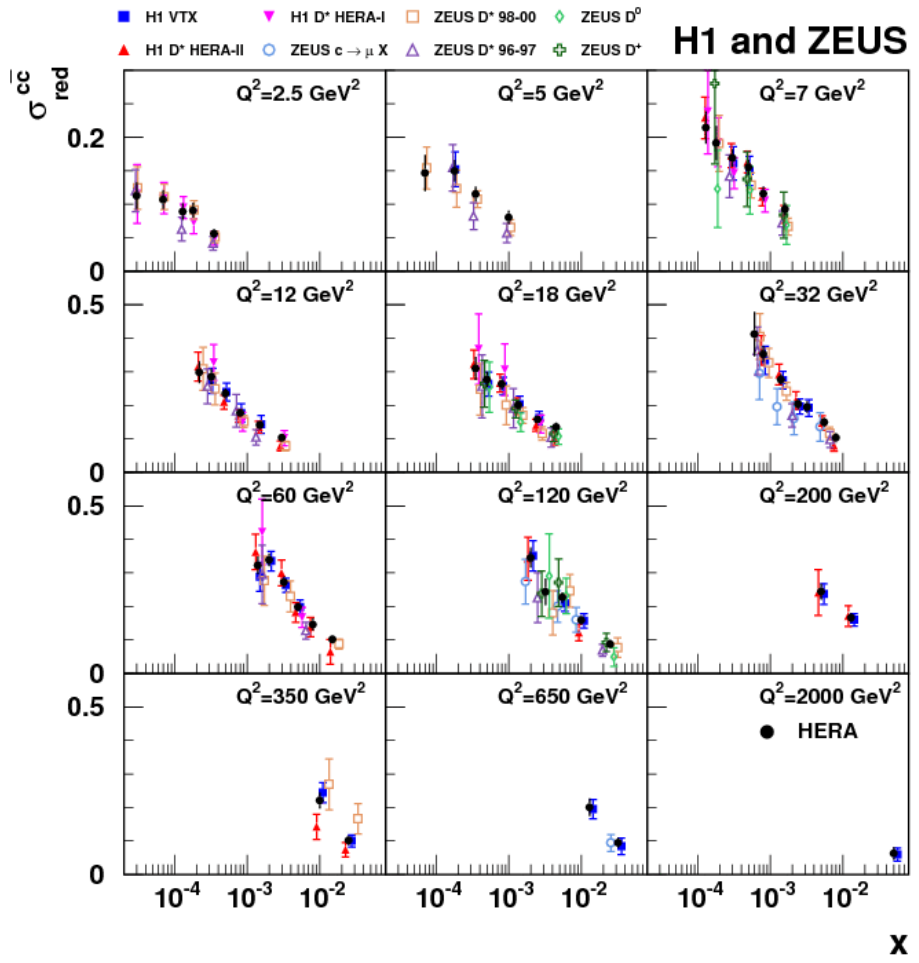 H1 VTX
H1 D* HERA-I
ZEUS D* 98-00
ZEUS D⁰
H1 D* HERA-II
ZEUS c → μ X
ZEUS D* 96-97
ZEUS D⁺
H1 and ZEUS
σ_red^cc̄
Q²=2.5 GeV²
Q²=5 GeV²
Q²=7 GeV²
0.2
0
Q²=12 GeV²
Q²=18 GeV²
Q²=32 GeV²
0.5
0
Q²=60 GeV²
Q²=120 GeV²
Q²=200 GeV²
0.5
0
Q²=350 GeV²
Q²=650 GeV²
Q²=2000 GeV²
HERA
0.5
0
10⁻⁴ 10⁻³ 10⁻² 10⁻⁴ 10⁻³ 10⁻² 10⁻⁴ 10⁻³ 10⁻²
x